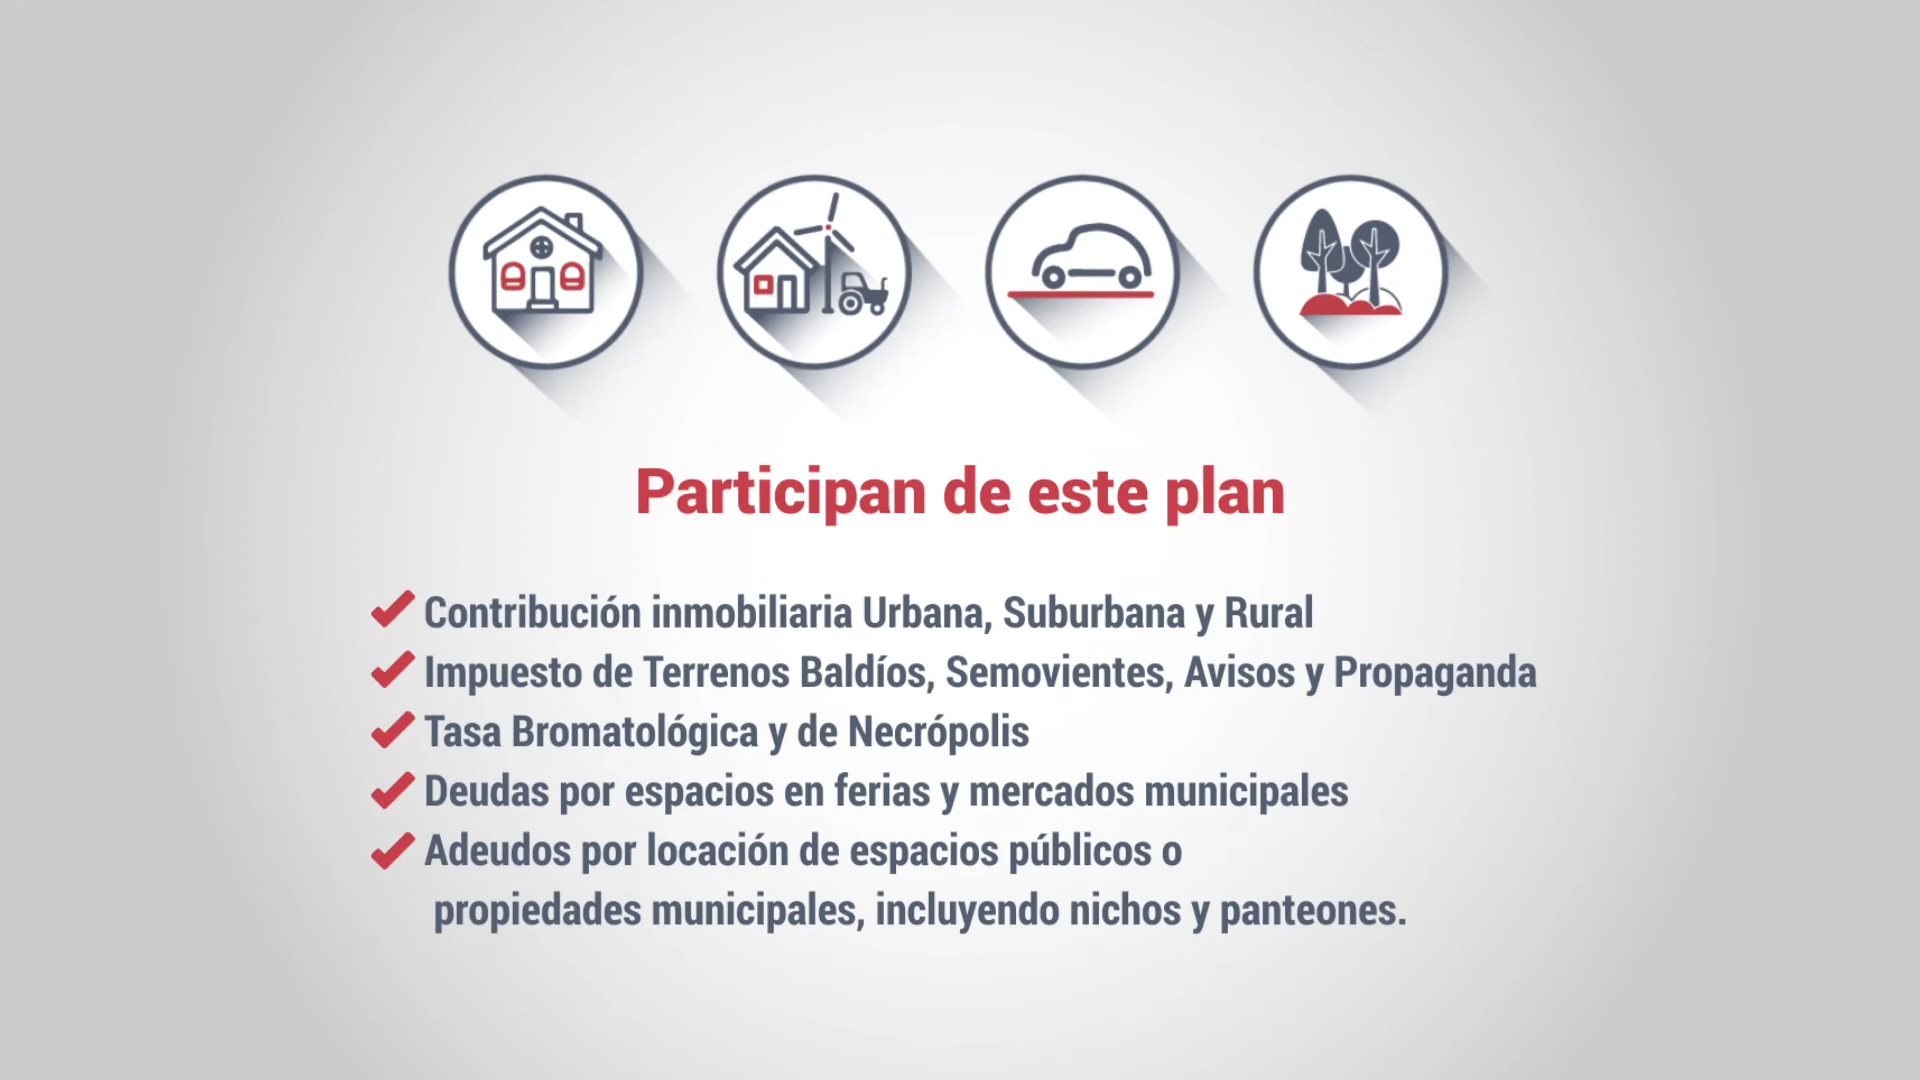 Participan de este plan
Contribución inmobiliaria Urbana, Suburbana y Rural
Impuesto de Terrenos Baldíos, Semovientes, Avisos y Propaganda
Tasa Bromatológica y de Necrópolis
Deudas por espacios en ferias y mercados municipales
Adeudos por locación de espacios públicos o
propiedades municipales, incluyendo nichos y panteones.